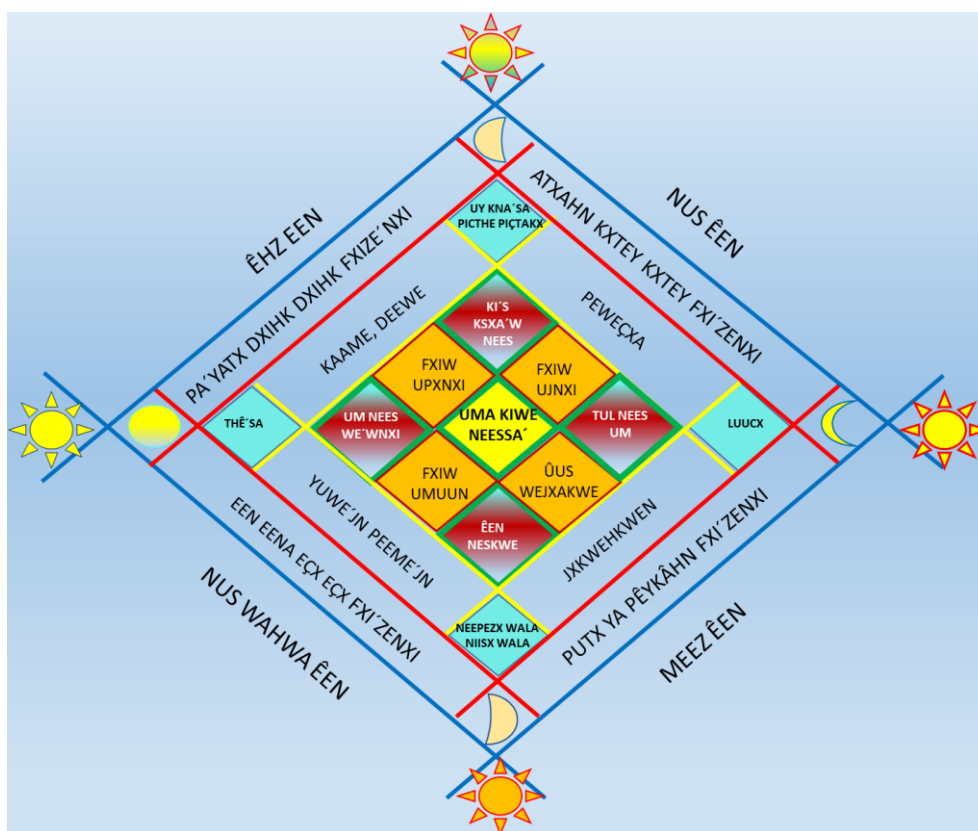 UY KNA´SA
PICTHE PIÇTAKX
ÊHZ EEN
NUS ÊEN
PA´YATX DXIHK DXIHK FXIZE´NXI
ATXAHN KXTEY KXTEY FXI´ZENXI
KAAME, DEEWE
PEWEÇXA
KI´S
KSXA´W
NEES
FXIW
UPXNXI
FXIW
UJNXI
THÊ´SA
UM NEES
WE´WNXI
UMA KIWE
NEESSA´
TUL NEES
UM
LUUCX
FXIW
UMUUN
ÛUS
WEJXAKWE
ÊEN
NESKWE
YUWE´JN PEEME´JN
JXKWEHKWEN
EEN EENA EÇX EÇX FXI´ZENXI
PUTX YA PÊYKÂHN FXI´ZENXI
NEEPEZX WALA
NIISX WALA
NUS WAHWA ÊEN
MEEZ ÊEN